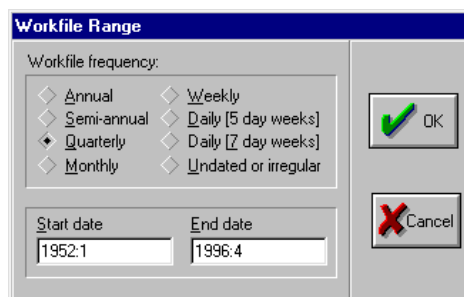 Workfile Range
Workfile frequency:
Annual
Semi-annual
Quarterly
Monthly
Weekly
Daily [5 day weeks]
Daily [7 day weeks]
Undated or irregular
Start date
1952:1
End date
1996:4
OK
Cancel